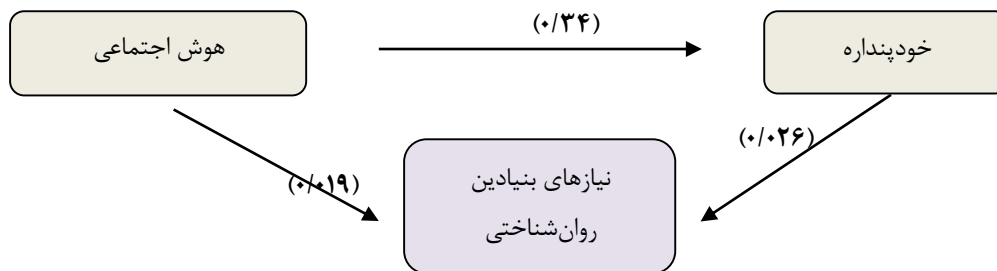 (۰/۳۴)
هوش اجتماعی
خودپنداره
(۰/۰۲۶)
نیازهای بنیادین
(۰/۰۱۹)
روان‌شناختی